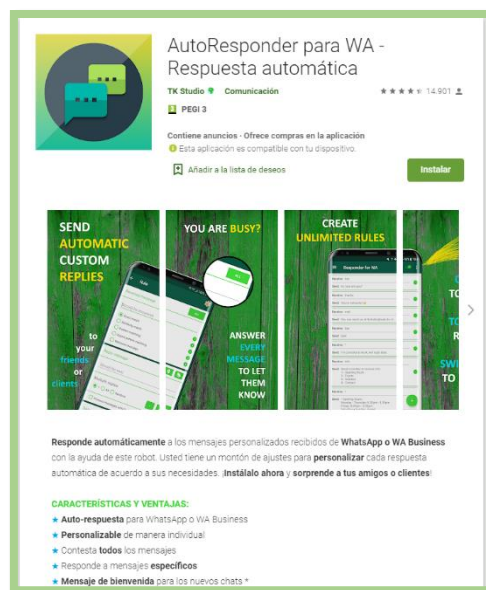 AutoResponder para WA -
Respuesta automática
TK Studio Comunicación
14.901
3 PEGI 3
Contiene anuncios · Ofrece compras en la aplicación
Esta aplicación es compatible con tu dispositivo.
Añadir a la lista de deseos
Instalar
SEND
AUTOMATIC
CUSTOM
REPLIES
to
your
friends
or
clients
YOU ARE BUSY?
ANSWER
EVERY
MESSAGE
TO LET
THEM
KNOW
CREATE
UNLIMITED RULES
Responder for WA
Responde automáticamente a los mensajes personalizados recibidos de WhatsApp o WA Business
con la ayuda de este robot. Usted tiene un montón de ajustes para personalizar cada respuesta
automática de acuerdo a sus necesidades. ¡Instálalo ahora y sorprende a tus amigos o clientes!
CARACTERÍSTICAS Y VENTAJAS:
★ Auto-respuesta para WhatsApp o WA Business
★ Personalizable de manera individual
★ Contesta todos los mensajes
★ Responde a mensajes específicos
★ Mensaje de bienvenida para los nuevos chats *